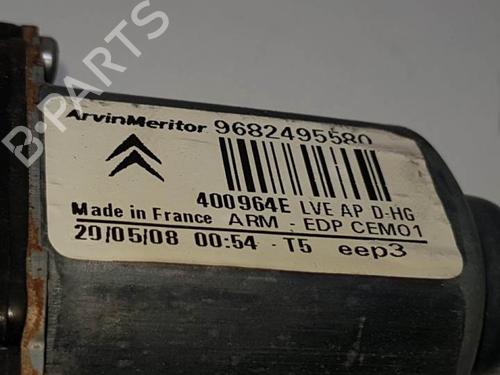 ArvinMeritor 9682495580
400964E LVE AP D-HG
Made in France ARM - EDP CEM01
20/05/08 00:54 - T5 eep3
B-PARTS